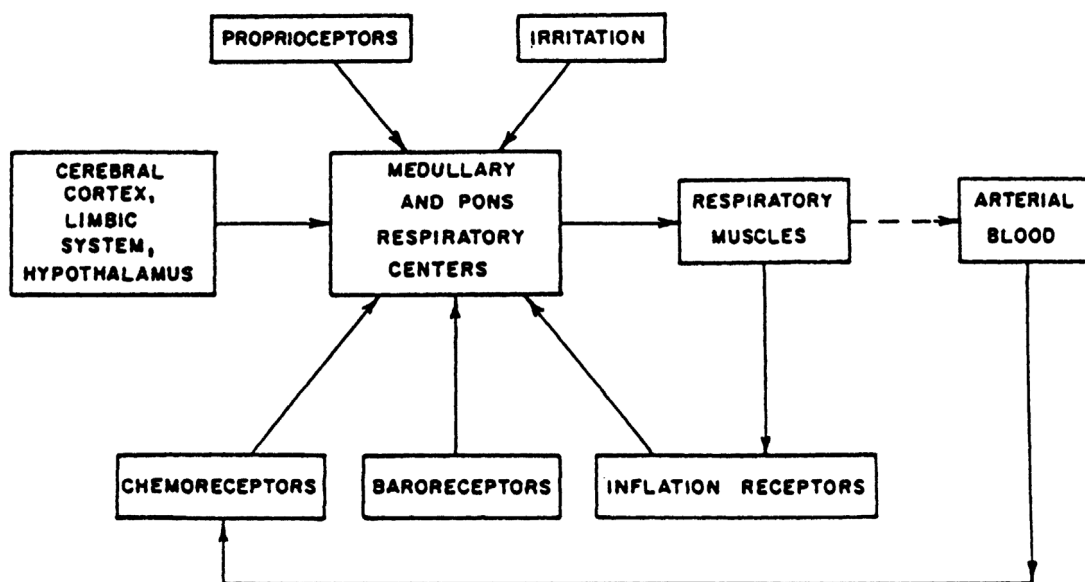 PROPRIOCEPTORS
IRRITATION
CEREBRAL
CORTEX,
LIMBIC
SYSTEM,
HYPOTHALAMUS
MEDULLARY
AND PONS
RESPIRATORY
CENTERS
RESPIRATORY
MUSCLES
ARTERIAL
BLOOD
CHEMORECEPTORS
BARORECEPTORS
INFLATION RECEPTORS